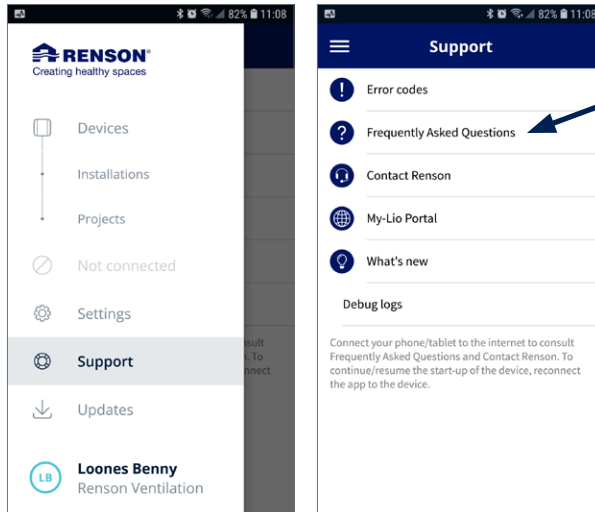 82% 11:08
RENSON®
Creating healthy spaces
Devices
Installations
Projects
Not connected
Settings
Support
Updates
LB
Loones Benny
Renson Ventilation
nsult
. To
nnect
82% 11:08
Support
Error codes
Frequently Asked Questions
Contact Renson
My-Lio Portal
What's new
Debug logs
Connect your phone/tablet to the internet to consult
Frequently Asked Questions and Contact Renson. To
continue/resume the start-up of the device, reconnect
the app to the device.